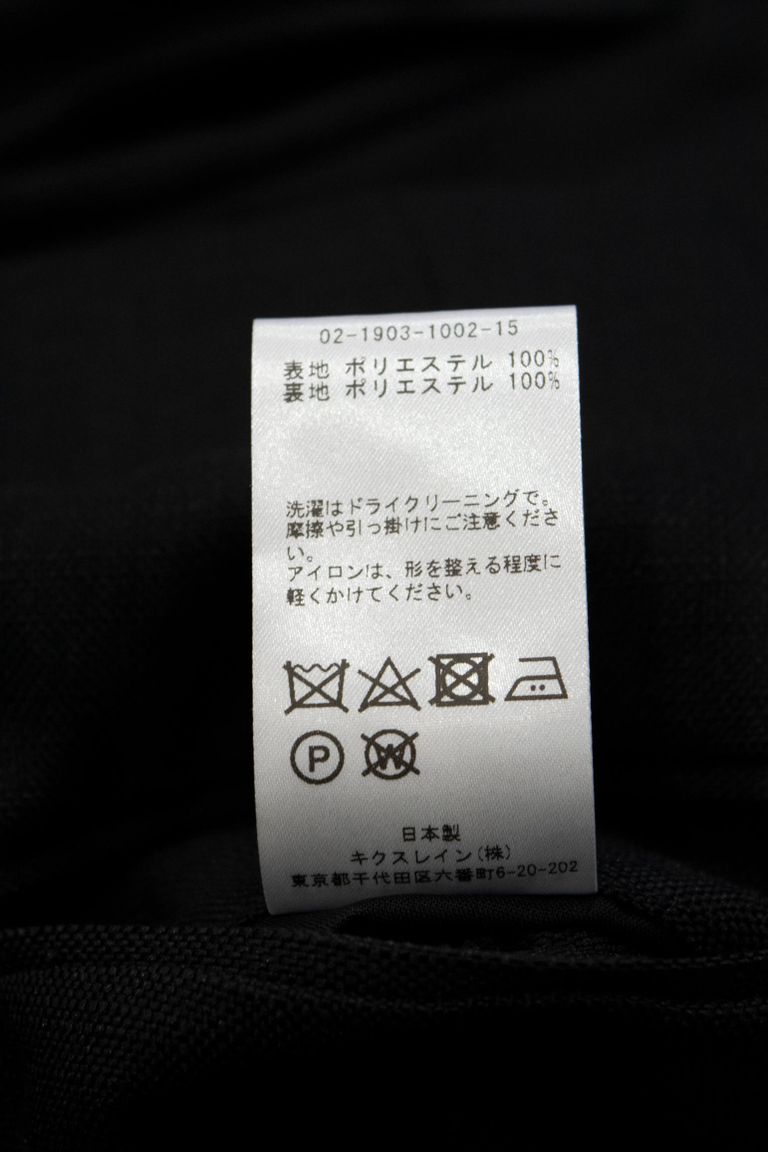 02-1903-1002-15
表地 ポリエステル 100%
裏地 ポリエステル 100%
洗濯はドライクリーニングで。
摩擦や引っ掛けにご注意くださ
い。
アイロンは、形を整える程度に
軽くかけてください。
P W
日本製
キクスレイン(株)
東京都千代田区六番町6-20-202